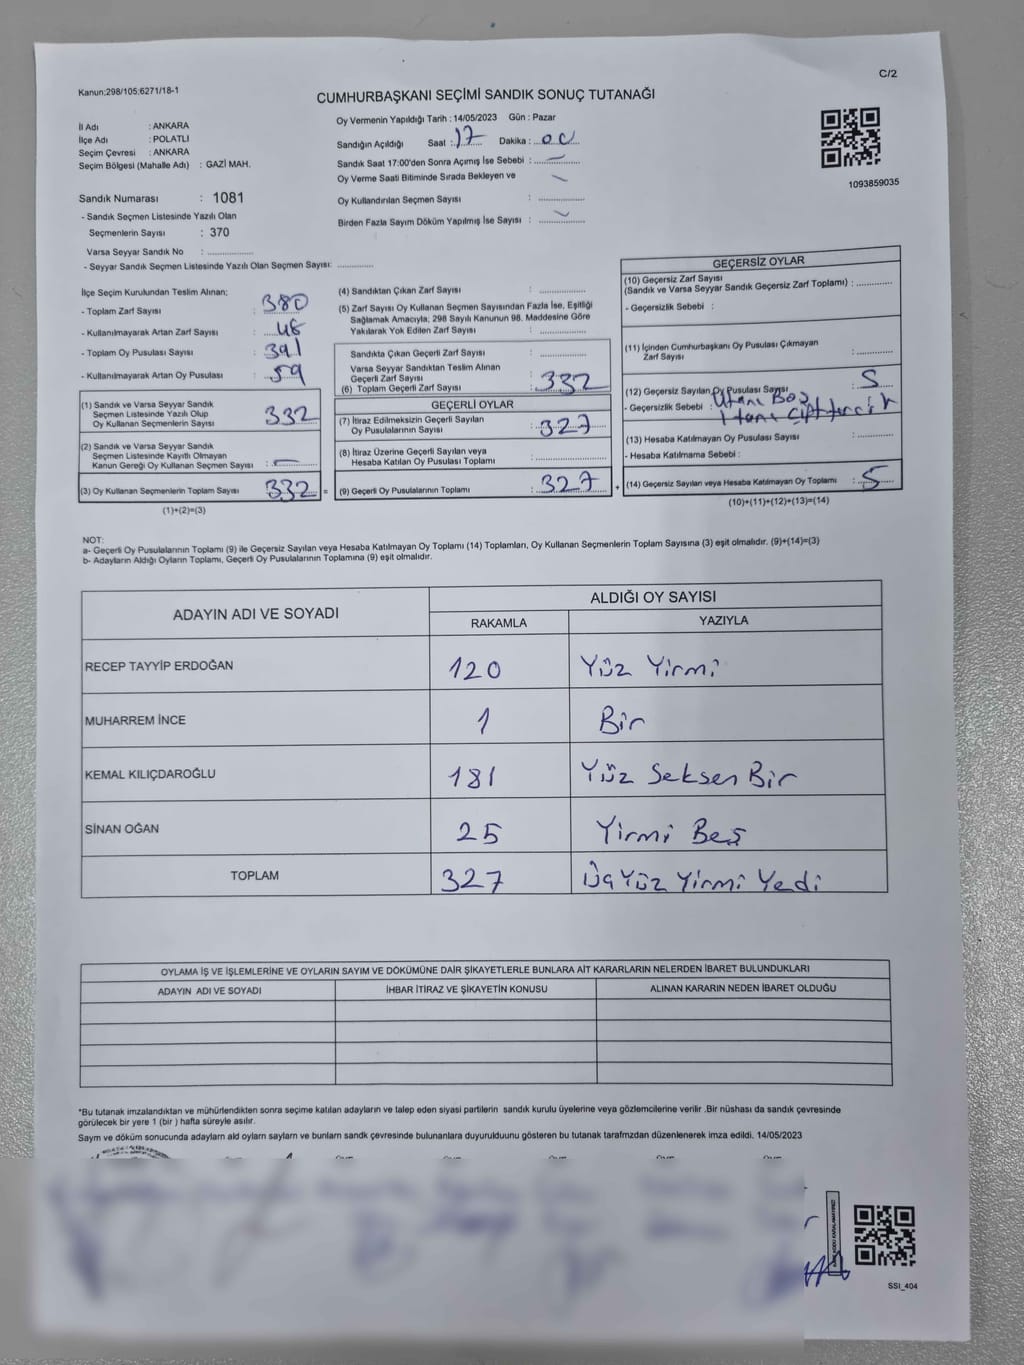 C/2
Kanun:298/105;6271/18-1
CUMHURBAŞKANI SEÇİMİ SANDIK SONUÇ TUTANAĞI
İl Adı : ANKARA
İlçe Adı : POLATLI
Seçim Çevresi : ANKARA
Seçim Bölgesi (Mahalle Adı) : GAZİ MAH.
Sandık Numarası : 1081
- Sandık Seçmen Listesinde Yazılı Olan
Seçmenlerin Sayısı : 370
Varsa Seyyar Sandık No : ..............
- Seyyar Sandık Seçmen Listesinde Yazılı Olan Seçmen Sayısı: ............
Oy Vermenin Yapıldığı Tarih : 14/05/2023 Gün : Pazar
Sandığın Açıldığı Saat : 17 Dakika : 00
Sandık Saat 17:00'den Sonra Açımış İse Sebebi : —
Oy Verme Saati Bitiminde Sırada Bekleyen ve
Oy Kullandırılan Seçmen Sayısı : —
Birden Fazla Sayım Döküm Yapılmış İse Sayısı : —
1093859035
İlçe Seçim Kurulundan Teslim Alınan;
- Toplam Zarf Sayısı : 380
- Kullanılmayarak Artan Zarf Sayısı : 48
- Toplam Oy Pusulası Sayısı : 391
- Kullanılmayarak Artan Oy Pusulası : 59
(1) Sandık ve Varsa Seyyar Sandık
Seçmen Listesinde Yazılı Olup
Oy Kullanan Seçmenlerin Sayısı : 332
(2) Sandık ve Varsa Seyyar Sandık
Seçmen Listesinde Kayıtlı Olmayan
Kanun Gereği Oy Kullanan Seçmen Sayısı : —
(3) Oy Kullanan Seçmenlerin Toplam Sayısı : 332 =
(1)+(2)=(3)
(4) Sandıktan Çıkan Zarf Sayısı : ..............
(5) Zarf Sayısı Oy Kullanan Seçmen Sayısından Fazla İse, Eşitliği
Sağlamak Amacıyla; 298 Sayılı Kanunun 98. Maddesine Göre
Yakılarak Yok Edilen Zarf Sayısı : ..............
Sandıkta Çıkan Geçerli Zarf Sayısı : ..............
Varsa Seyyar Sandıktan Teslim Alınan
Geçerli Zarf Sayısı : ..............
(6) Toplam Geçerli Zarf Sayısı : 332
GEÇERLİ OYLAR
(7) İtiraz Edilmeksizin Geçerli Sayılan
Oy Pusulalarının Sayısı : 327
(8) İtiraz Üzerine Geçerli Sayılan veya
Hesaba Katılan Oy Pusulası Toplamı : ..............
(9) Geçerli Oy Pusulalarının Toplamı : 327 +
GEÇERSİZ OYLAR
(10) Geçersiz Zarf Sayısı
(Sandık ve Varsa Seyyar Sandık Geçersiz Zarf Toplamı) : ............
- Geçersizlik Sebebi :
(11) İçinden Cumhurbaşkanı Oy Pusulası Çıkmayan
Zarf Sayısı : ............
(12) Geçersiz Sayılan Oy Pusulası Sayısı : 5
- Geçersizlik Sebebi : 4 tane Boş
1 tane Çift tercih
(13) Hesaba Katılmayan Oy Pusulası Sayısı : ............
- Hesaba Katılmama Sebebi :
(14) Geçersiz Sayılan veya Hesaba Katılmayan Oy Toplamı : 5
(10)+(11)+(12)+(13)=(14)
NOT:
a- Geçerli Oy Pusulalarının Toplamı (9) ile Geçersiz Sayılan veya Hesaba Katılmayan Oy Toplamı (14) Toplamları, Oy Kullanan Seçmenlerin Toplam Sayısına (3) eşit olmalıdır. (9)+(14)=(3)
b- Adayların Aldığı Oyların Toplamı, Geçerli Oy Pusulalarının Toplamına (9) eşit olmalıdır.
ADAYIN ADI VE SOYADI ALDIĞI OY SAYISI
RAKAMLA YAZIYLA
RECEP TAYYİP ERDOĞAN 120 Yüz Yirmi
MUHARREM İNCE 1 Bir
KEMAL KILIÇDAROĞLU 181 Yüz Seksen Bir
SİNAN OĞAN 25 Yirmi Beş
TOPLAM 327 Üç Yüz Yirmi Yedi
OYLAMA İŞ VE İŞLEMLERİNE VE OYLARIN SAYIM VE DÖKÜMÜNE DAİR ŞİKAYETLERLE BUNLARA AİT KARARLARIN NELERDEN İBARET BULUNDUKLARI
ADAYIN ADI VE SOYADI İHBAR İTİRAZ VE ŞİKAYETİN KONUSU ALINAN KARARIN NEDEN İBARET OLDUĞU
*Bu tutanak imzalandıktan ve mühürlendikten sonra seçime katılan adayların ve talep eden siyasi partilerin sandık kurulu üyelerine veya gözlemcilerine verilir .Bir nüshası da sandık çevresinde
görülecek bir yere 1 (bir ) hafta süreyle asılır.
Saym ve döküm sonucunda adaylarn ald oylarn saylarn ve bunlarn sandk çevresinde bulunanlara duyurulduunu gösteren bu tutanak tarafmzdan düzenlenerek imza edildi. 14/05/2023
SSI_404